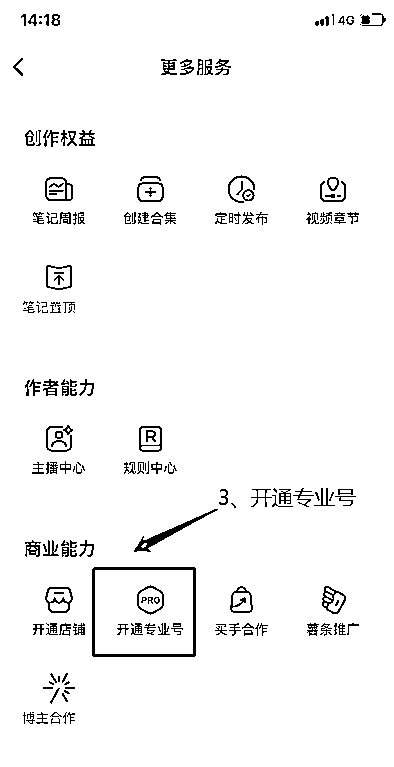 14:18 4G
更多服务
创作权益
笔记周报 创建合集 定时发布 视频章节
笔记置顶
作者能力
R
主播中心 规则中心
3、开通专业号
商业能力
PRO
开通店铺 开通专业号 买手合作 薯条推广
博主合作